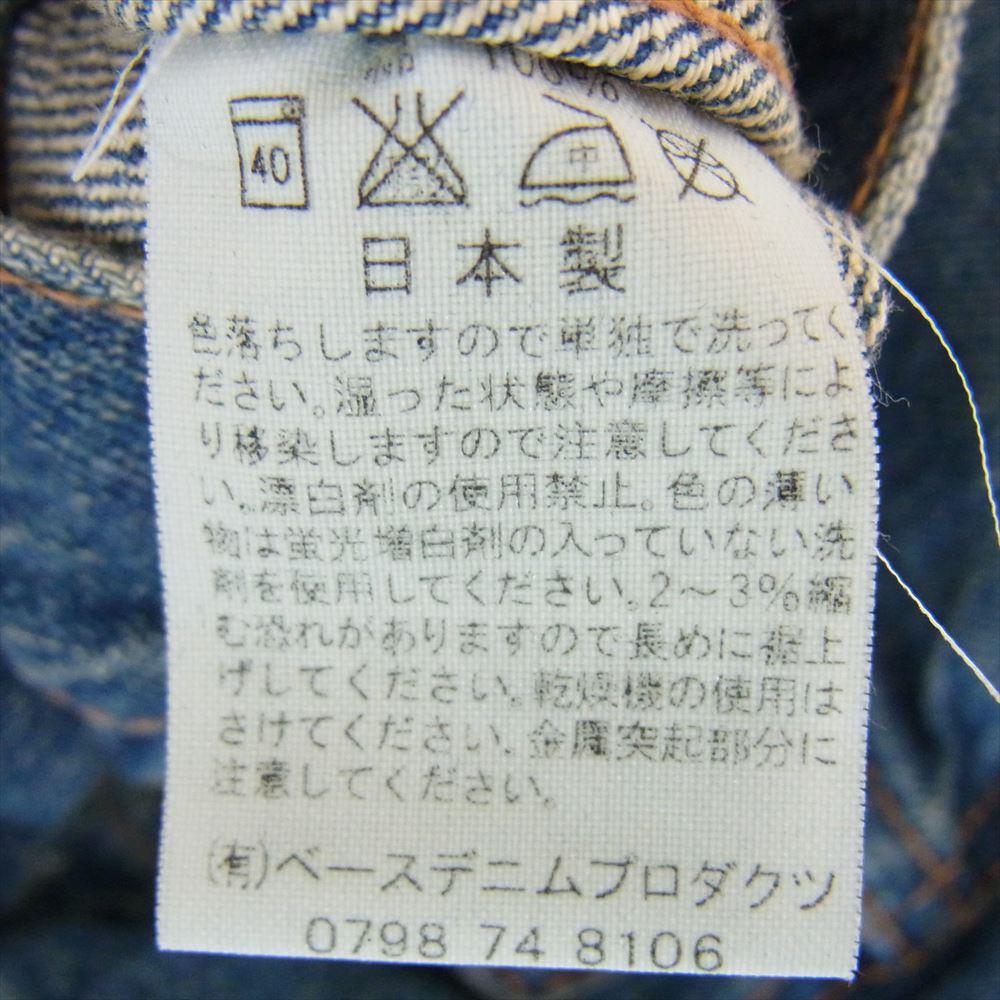 綿 100%
40 中
日本製
色落ちしますので単独で洗ってく
ださい。湿った状態や摩擦等によ
り移染しますので注意してくださ
い。漂白剤の使用禁止。色の薄い
物は蛍光増白剤の入っていない洗
剤を使用してください。2～3%縮
む恐れがありますので長めに裾上
げしてください。乾燥機の使用は
さけてください。金属突起部分に
注意してください。
(有)ベースデニムプロダクツ
0798 74 8106